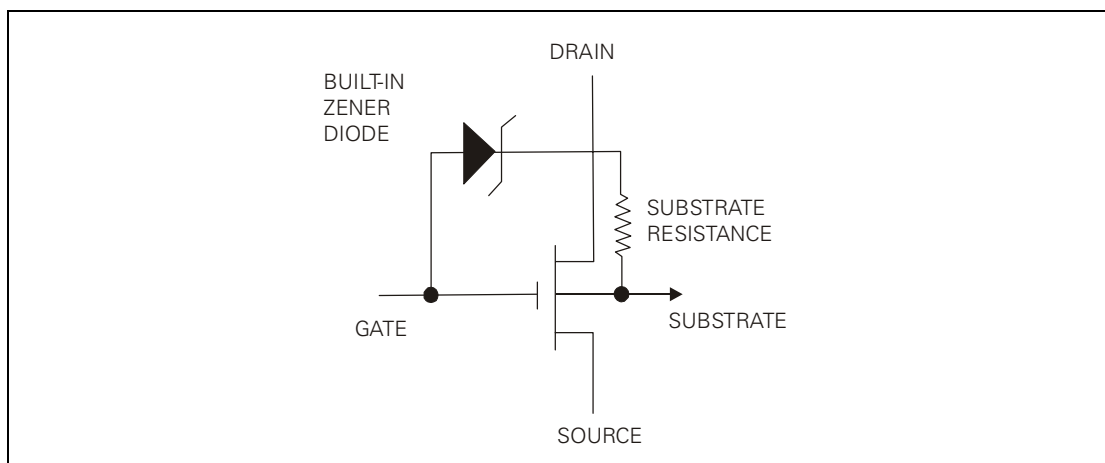 DRAIN
BUILT-IN
ZENER
DIODE
SUBSTRATE
RESISTANCE
GATE
SUBSTRATE
SOURCE